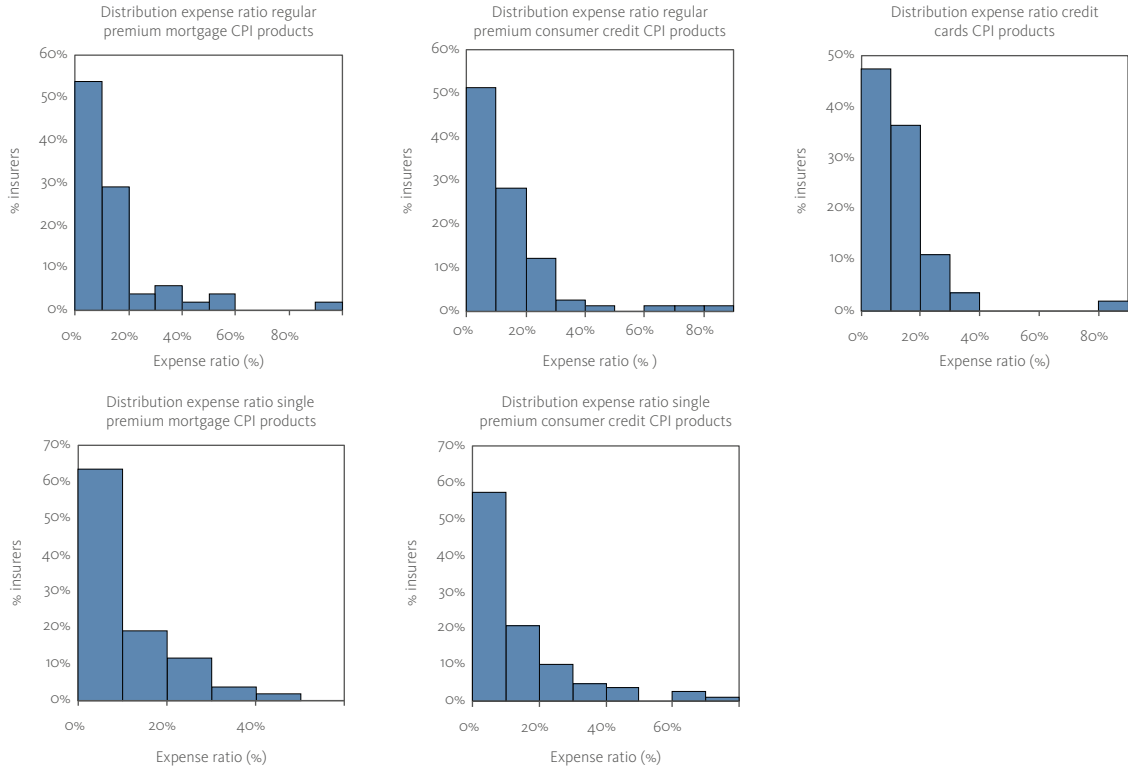 Distribution expense ratio regular
premium mortgage CPI products
60%
50%
40%
30%
20%
10%
0%
% insurers
0%
20%
40%
60%
80%
Expense ratio (%)
Distribution expense ratio regular
premium consumer credit CPI products
60%
50%
40%
30%
20%
10%
0%
% insurers
0%
20%
40%
60%
80%
Expense ratio (% )
Distribution expense ratio credit
cards CPI products
50%
40%
30%
20%
10%
0%
% insurers
0%
20%
40%
60%
80%
Expense ratio (%)
Distribution expense ratio single
premium mortgage CPI products
70%
60%
50%
40%
30%
20%
10%
0%
% insurers
0%
20%
40%
Expense ratio (%)
Distribution expense ratio single
premium consumer credit CPI products
70%
60%
50%
40%
30%
20%
10%
0%
% insurers
0%
20%
40%
60%
Expense ratio (%)